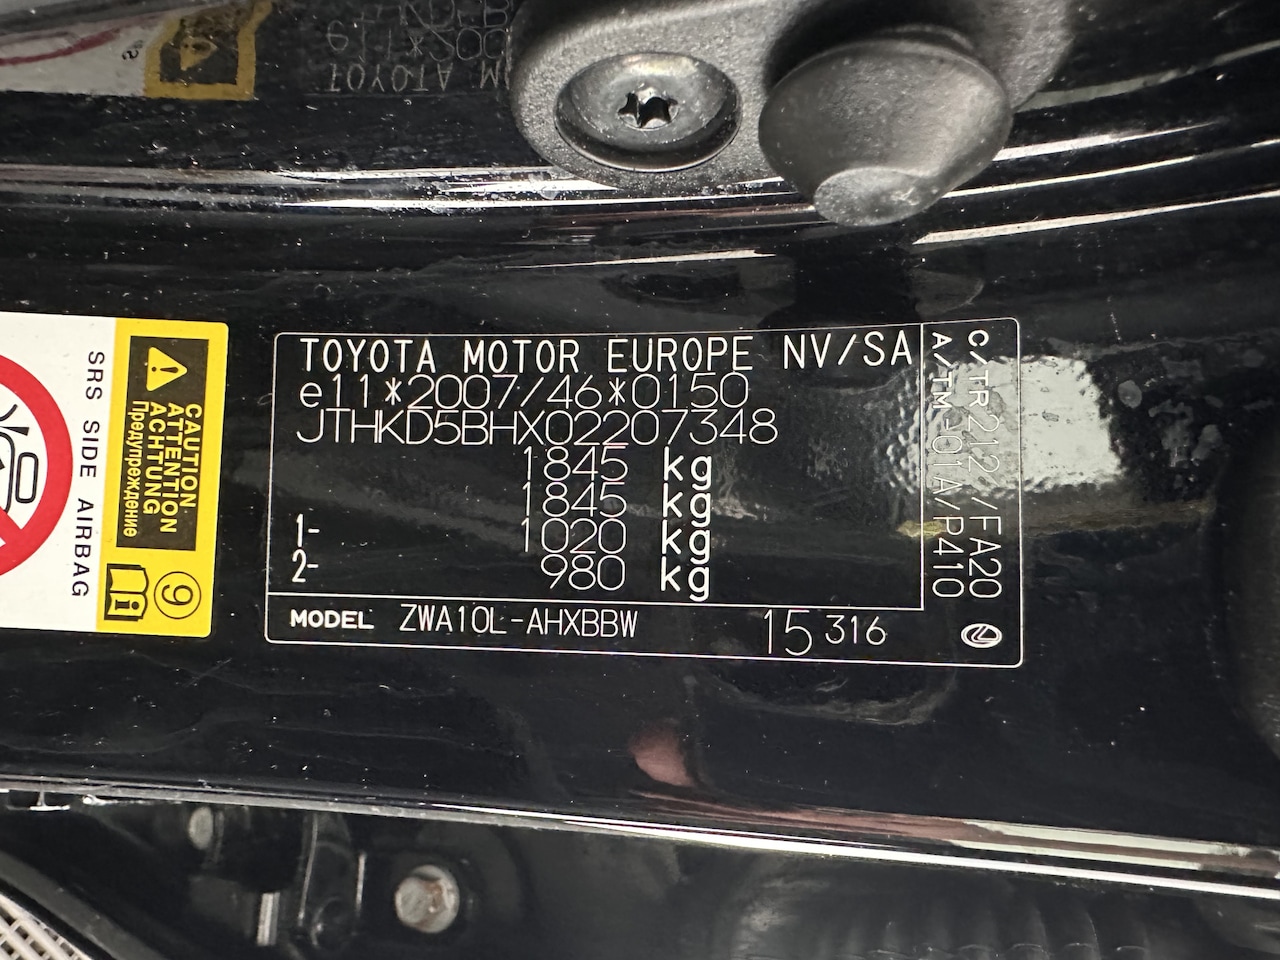 TOYOTA MOTOR EUROPE NV/SA
e11*2007/46*0150
JTHKD5BHX02207348
1845 kg
1845 kg
1- 1020 kg
2- 980 kg
MODEL ZWA10L-AHXBBW 15 316
C/TR 212/FA20
A/TM -01A/P410
CAUTION
ATTENTION
ACHTUNG
Предупреждение
9
SRS SIDE AIRBAG